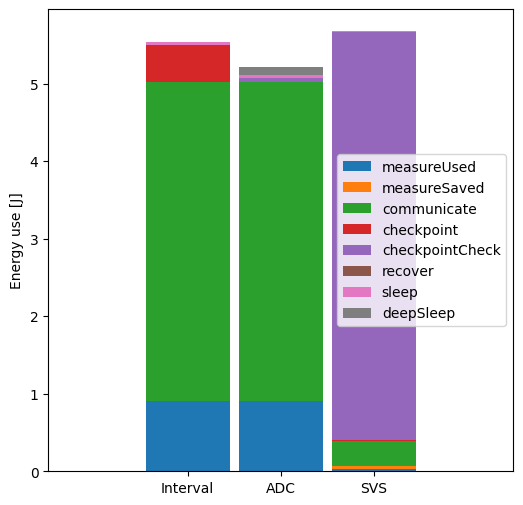 Energy use [J]
5
4
3
2
1
0
measureUsed
measureSaved
communicate
checkpoint
checkpointCheck
recover
sleep
deepSleep
Interval
ADC
SVS